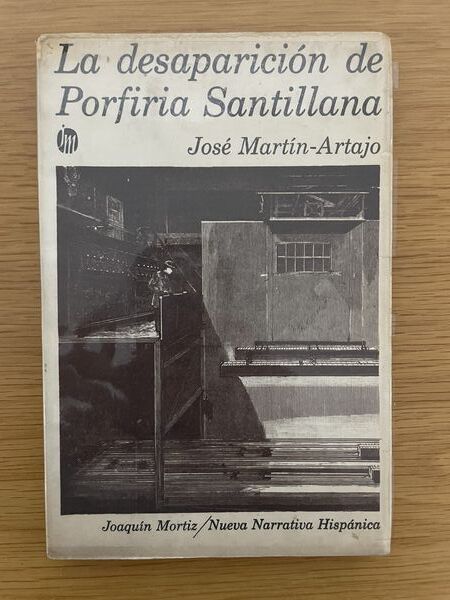 La desaparición de
Porfiria Santillana
jm
José Martín-Artajo
Joaquín Mortiz/Nueva Narrativa Hispánica